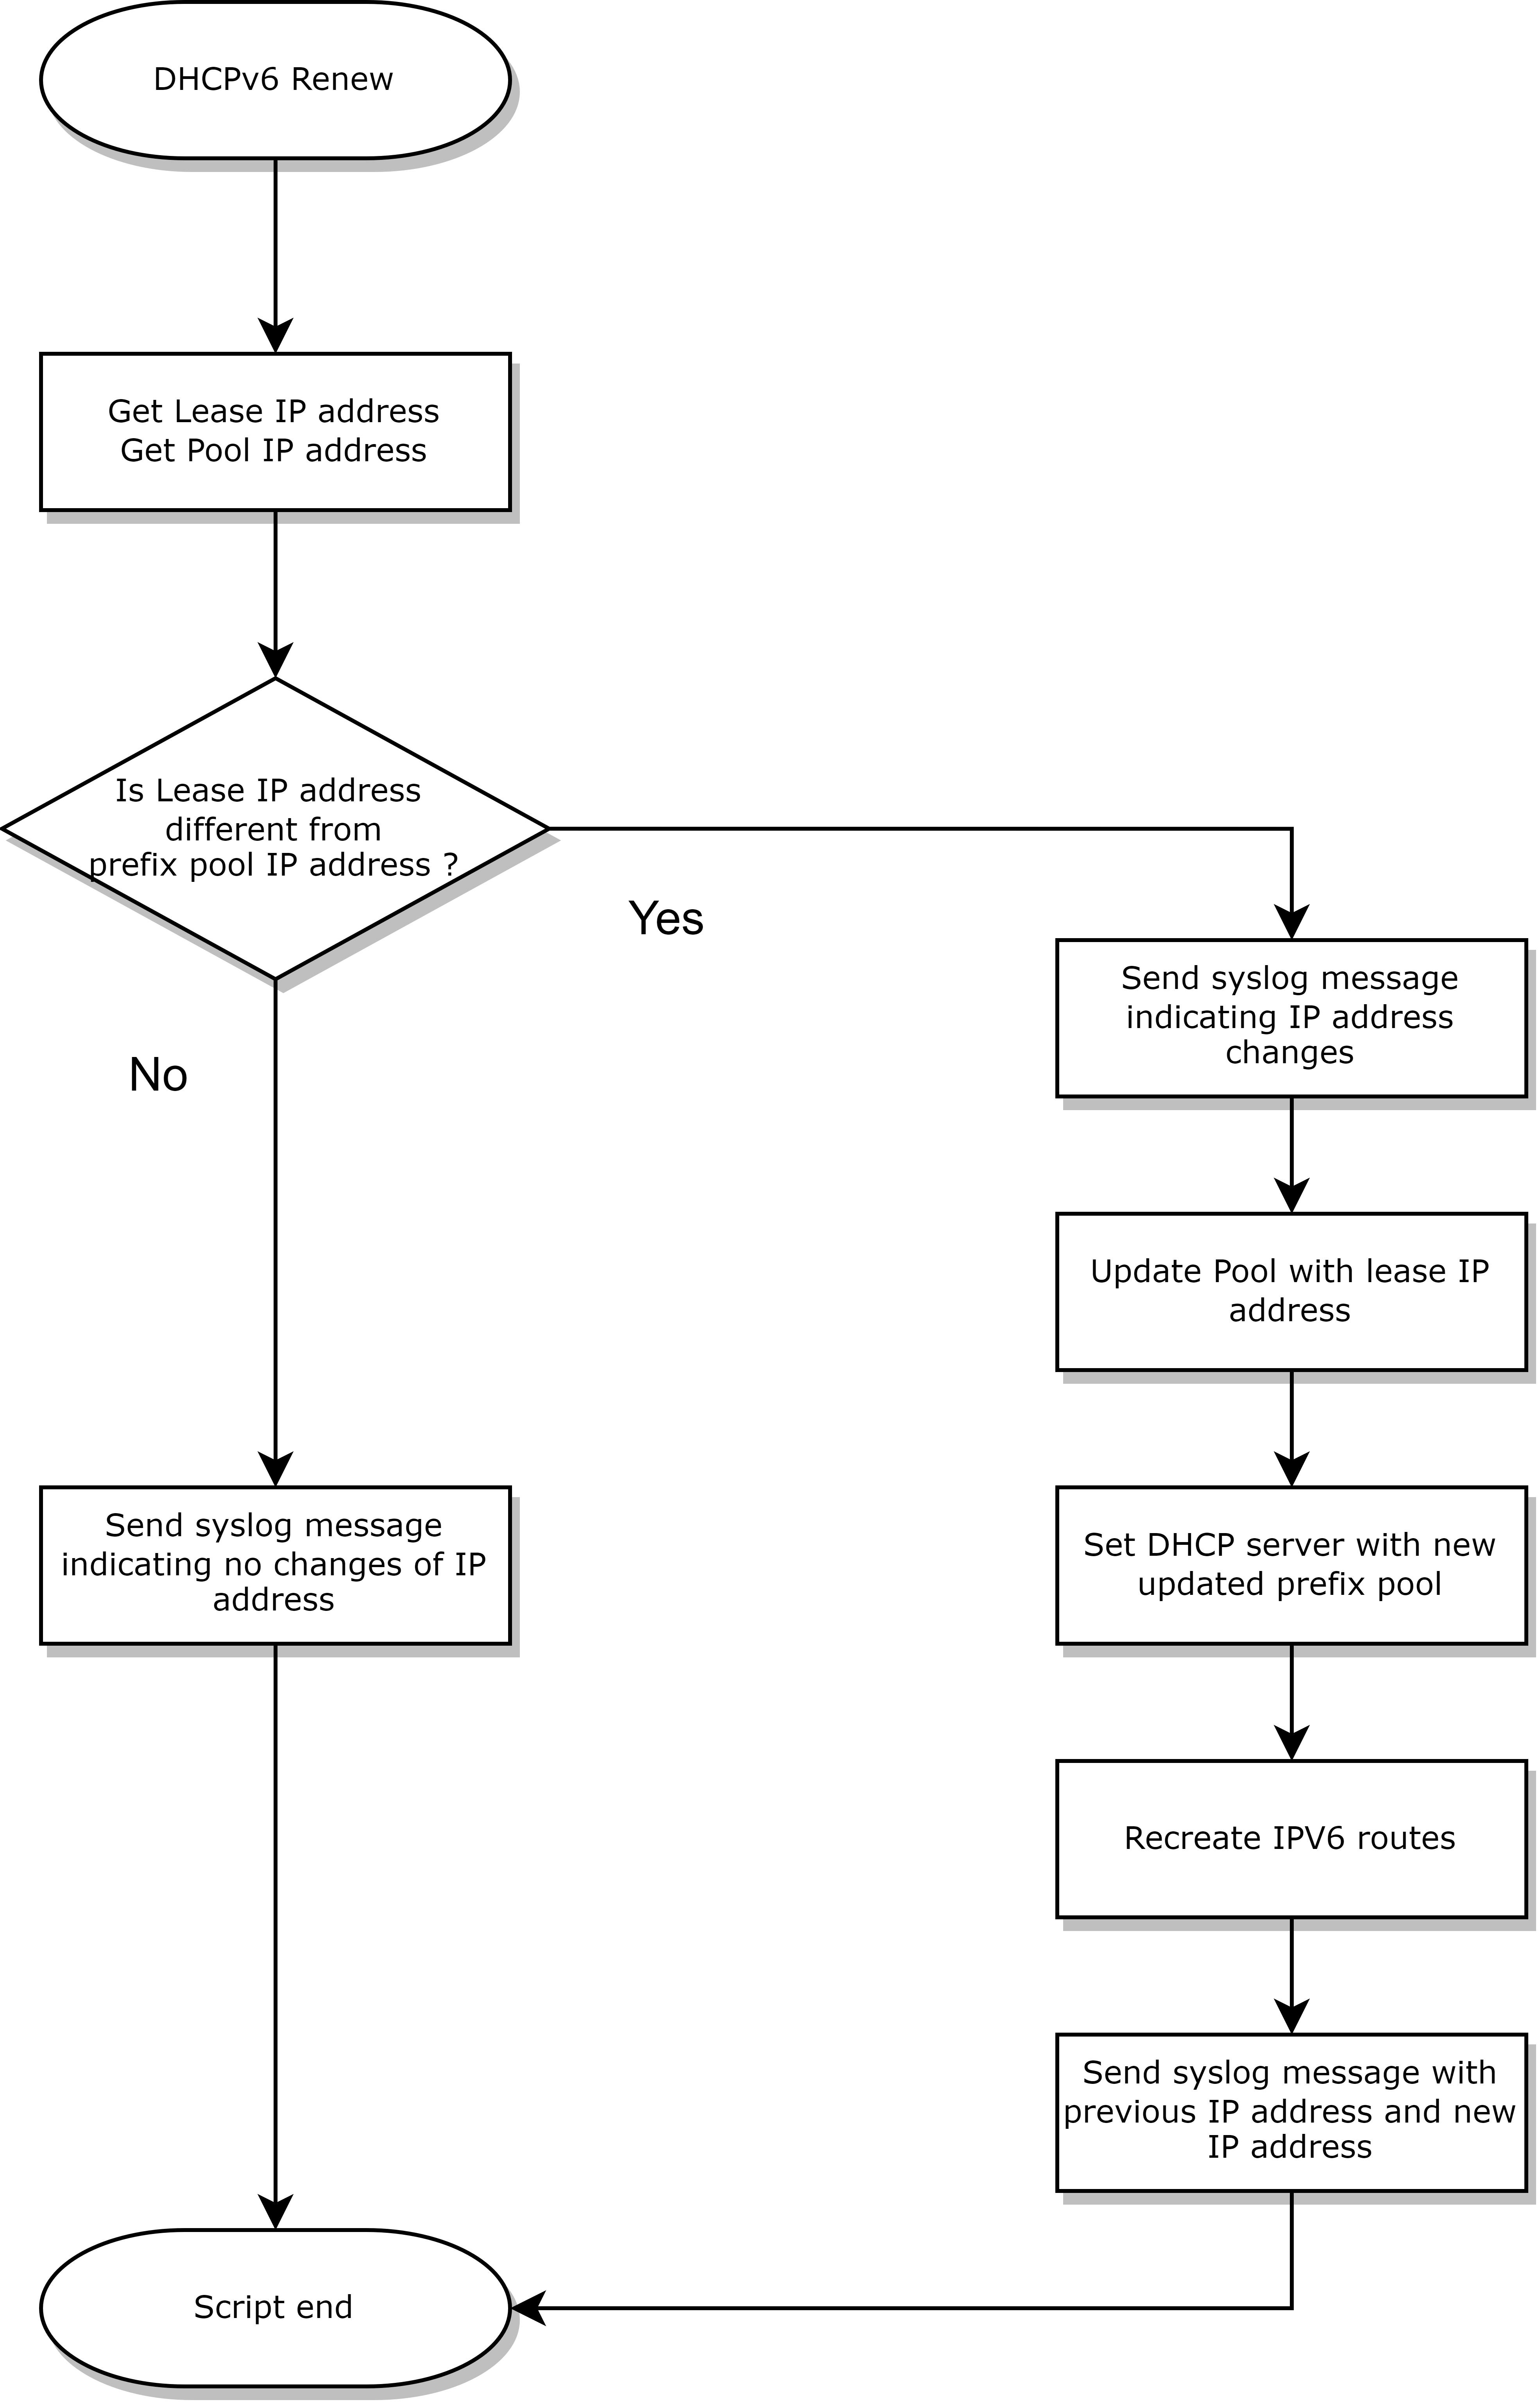 DHCPv6 Renew
Get Lease IP address
Get Pool IP address
Is Lease IP address
different from
prefix pool IP address ?
Yes
No
Send syslog message
indicating IP address
changes
Update Pool with lease IP
address
Send syslog message
indicating no changes of IP
address
Set DHCP server with new
updated prefix pool
Recreate IPV6 routes
Send syslog message with
previous IP address and new
IP address
Script end